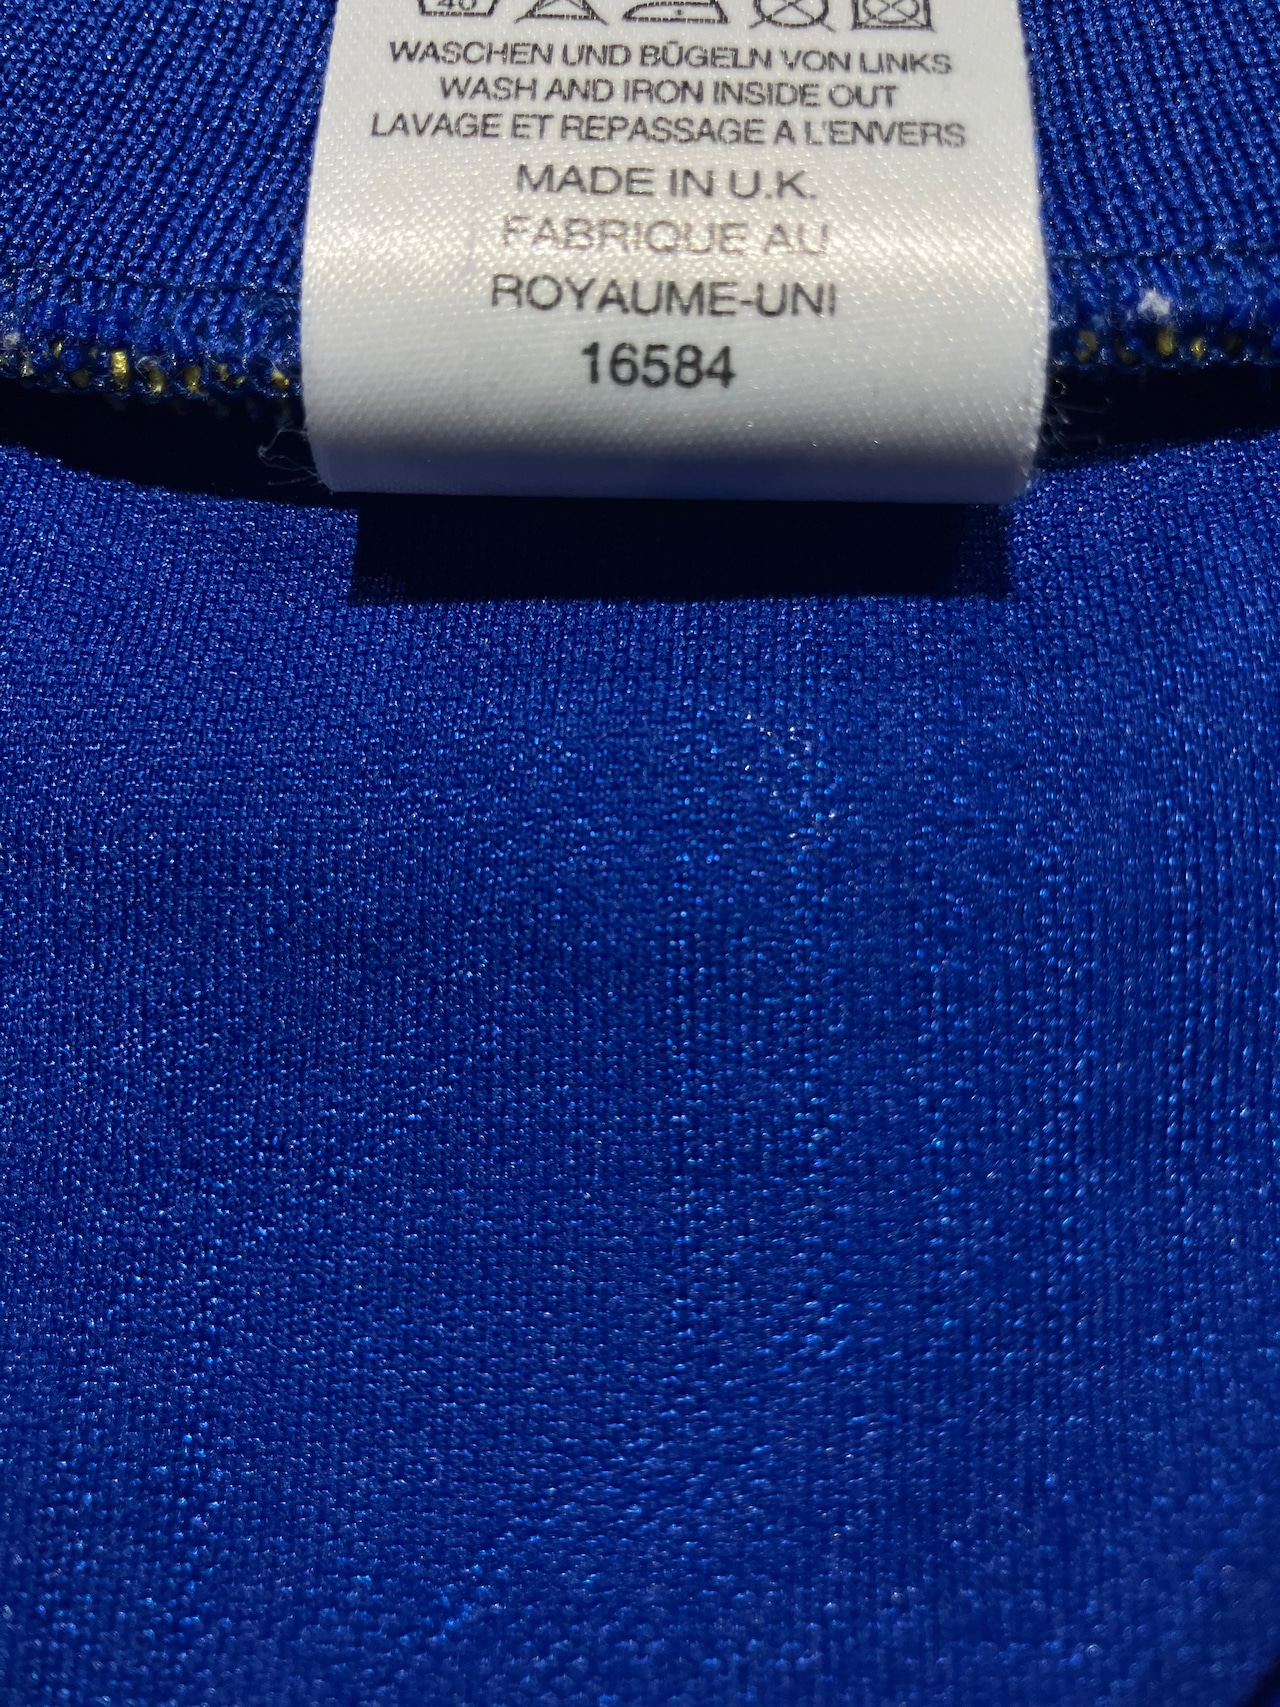 40
WASCHEN UND BÜGELN VON LINKS
WASH AND IRON INSIDE OUT
LAVAGE ET REPASSAGE A L'ENVERS
MADE IN U.K.
FABRIQUE AU
ROYAUME-UNI
16584